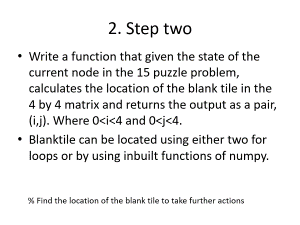 2. Step two
• Write a function that given the state of the
current node in the 15 puzzle problem,
calculates the location of the blank tile in the
4 by 4 matrix and returns the output as a pair,
(i,j). Where 0<i<4 and 0<j<4.
• Blanktile can be located using either two for
loops or by using inbuilt functions of numpy.
% Find the location of the blank tile to take further actions